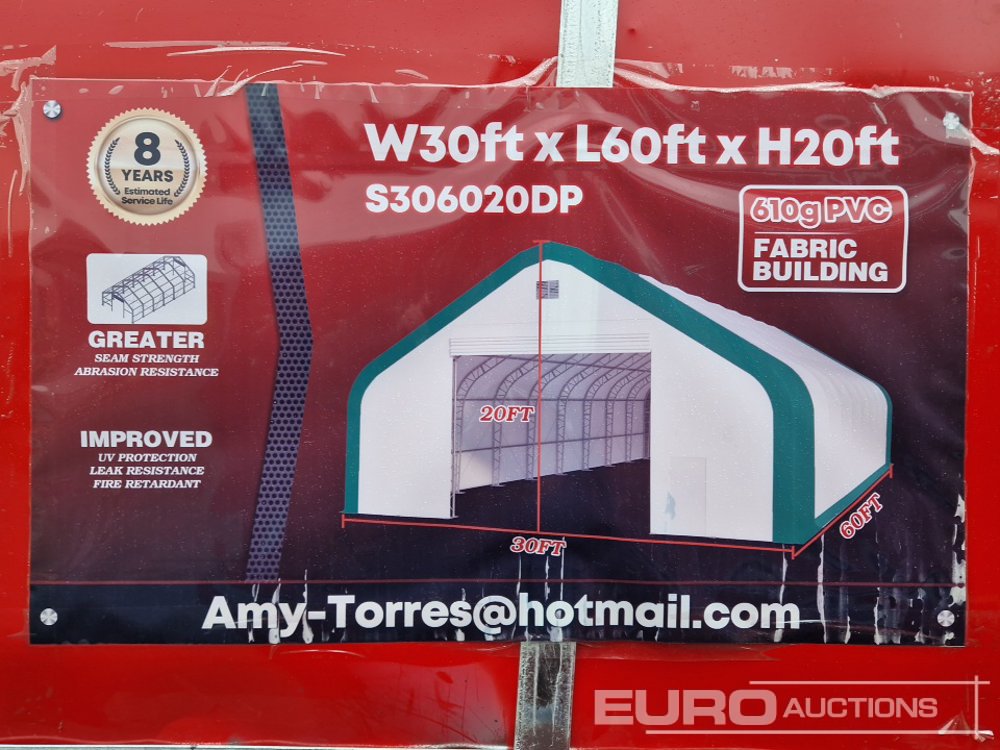 8
YEARS
Estimated
Service Life
W30ft x L60ft x H20ft
S306020DP
610g PVC
FABRIC
BUILDING
GREATER
SEAM STRENGTH
ABRASION RESISTANCE
IMPROVED
UV PROTECTION
LEAK RESISTANCE
FIRE RETARDANT
20FT
30FT
60FT
Amy-Torres@hotmail.com
EURO AUCTIONS